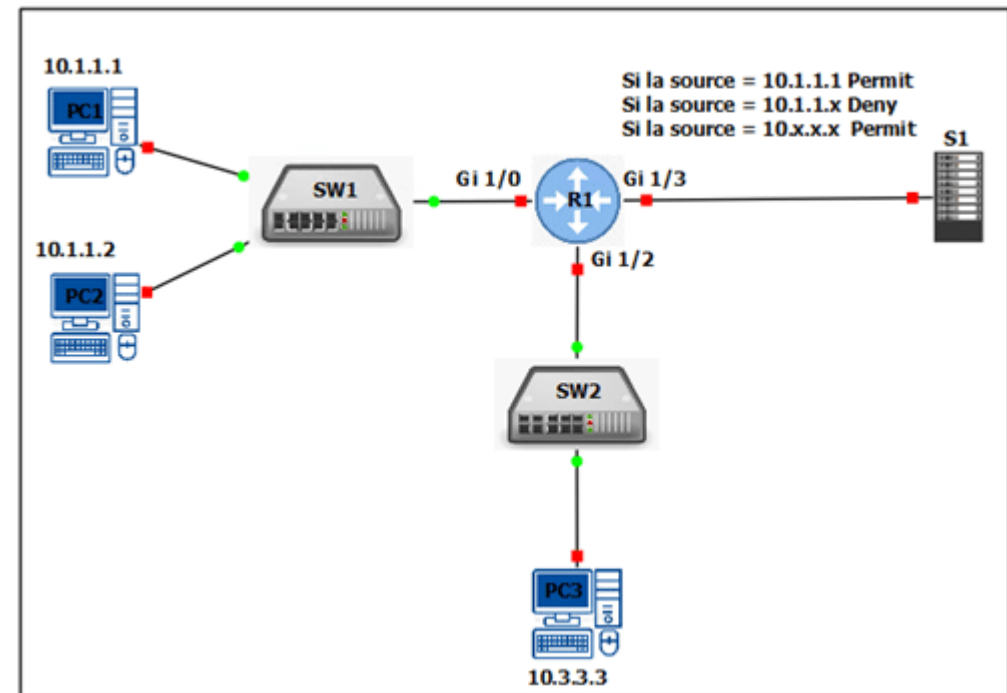 10.1.1.1
PC1
Si la source = 10.1.1.1 Permit
Si la source = 10.1.1.x Deny
Si la source = 10.x.x.x Permit
S1
SW1
Gi 1/0
R1
Gi 1/3
10.1.1.2
PC2
Gi 1/2
SW2
PC3
10.3.3.3